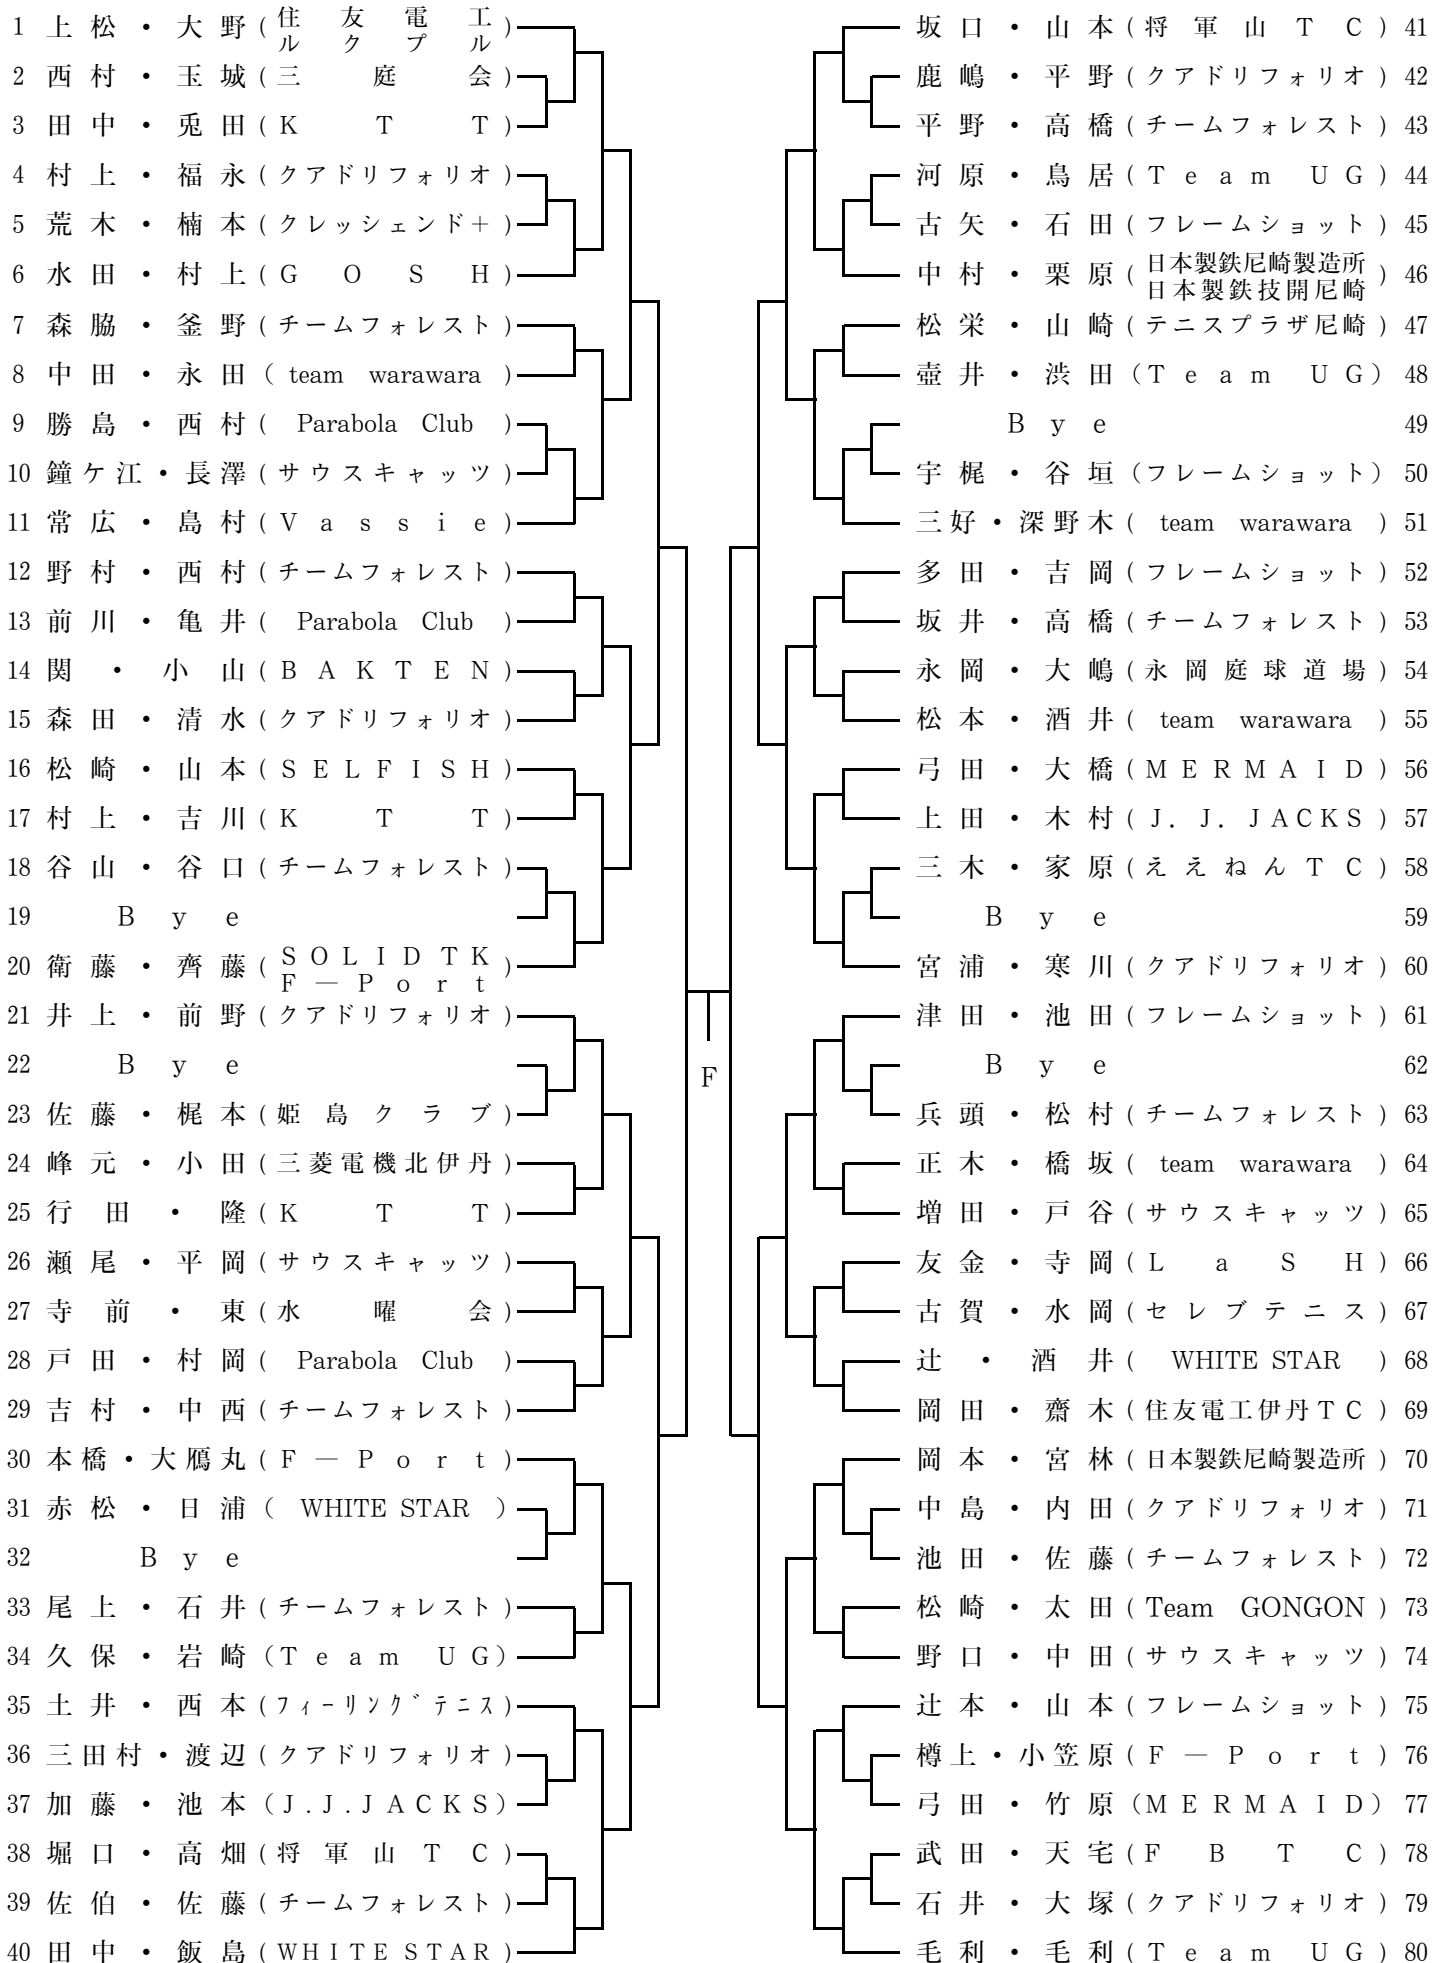 1 上松・大野(住友電工 ルクプル)
2 西村・玉城(三庭会)
3 田中・兎田(KTT)
4 村上・福永(クアドリフォリオ)
5 荒木・楠本(クレッシェンド+)
6 水田・村上(GOSH)
7 森脇・釜野(チームフォレスト)
8 中田・永田(team warawara)
9 勝島・西村(Parabola Club)
10 鐘ケ江・長澤(サウスキャッツ)
11 常広・島村(Vassie)
12 野村・西村(チームフォレスト)
13 前川・亀井(Parabola Club)
14 関・小山(BAKTEN)
15 森田・清水(クアドリフォリオ)
16 松崎・山本(SELFISH)
17 村上・吉川(KTT)
18 谷山・谷口(チームフォレスト)
19 Bye
20 衛藤・齊藤(SOLIDTK F―Port)
21 井上・前野(クアドリフォリオ)
22 Bye
23 佐藤・梶本(姫島クラブ)
24 峰元・小田(三菱電機北伊丹)
25 行田・隆(KTT)
26 瀬尾・平岡(サウスキャッツ)
27 寺前・東(水曜会)
28 戸田・村岡(Parabola Club)
29 吉村・中西(チームフォレスト)
30 本橋・大鴈丸(F―Port)
31 赤松・日浦(WHITE STAR)
32 Bye
33 尾上・石井(チームフォレスト)
34 久保・岩崎(Team UG)
35 土井・西本(フィーリングテニス)
36 三田村・渡辺(クアドリフォリオ)
37 加藤・池本(J.J.JACKS)
38 堀口・高畑(将軍山TC)
39 佐伯・佐藤(チームフォレスト)
40 田中・飯島(WHITE STAR)
F
坂口・山本(将軍山TC) 41
鹿嶋・平野(クアドリフォリオ) 42
平野・高橋(チームフォレスト) 43
河原・鳥居(Team UG) 44
古矢・石田(フレームショット) 45
中村・栗原(日本製鉄尼崎製造所 日本製鉄技開尼崎) 46
松栄・山崎(テニスプラザ尼崎) 47
壺井・渋田(Team UG) 48
Bye 49
宇梶・谷垣(フレームショット) 50
三好・深野木(team warawara) 51
多田・吉岡(フレームショット) 52
坂井・高橋(チームフォレスト) 53
永岡・大嶋(永岡庭球道場) 54
松本・酒井(team warawara) 55
弓田・大橋(MERMAID) 56
上田・木村(J.J.JACKS) 57
三木・家原(ええねんTC) 58
Bye 59
宮浦・寒川(クアドリフォリオ) 60
津田・池田(フレームショット) 61
Bye 62
兵頭・松村(チームフォレスト) 63
正木・橋坂(team warawara) 64
増田・戸谷(サウスキャッツ) 65
友金・寺岡(LaSH) 66
古賀・水岡(セレブテニス) 67
辻・酒井(WHITE STAR) 68
岡田・齋木(住友電工伊丹TC) 69
岡本・宮林(日本製鉄尼崎製造所) 70
中島・内田(クアドリフォリオ) 71
池田・佐藤(チームフォレスト) 72
松崎・太田(Team GONGON) 73
野口・中田(サウスキャッツ) 74
辻本・山本(フレームショット) 75
樽上・小笠原(F―Port) 76
弓田・竹原(MERMAID) 77
武田・天宅(FBTC) 78
石井・大塚(クアドリフォリオ) 79
毛利・毛利(Team UG) 80